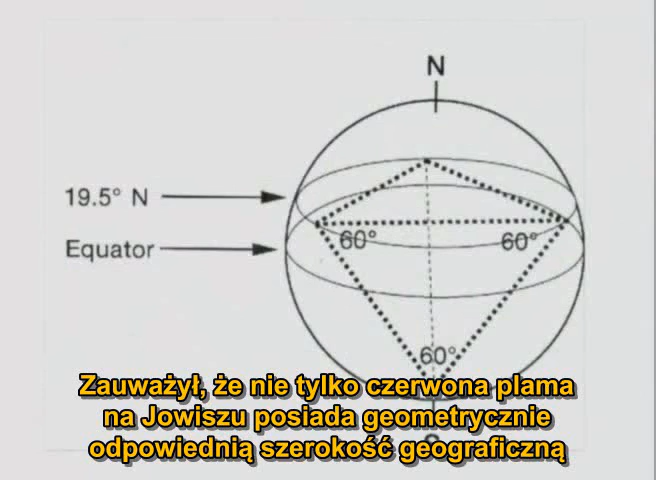 N
19.5° N
Equator
60°
60°
60°
Zauważył, że nie tylko czerwona plama
na Jowiszu posiada geometrycznie
odpowiednią szerokość geograficzną